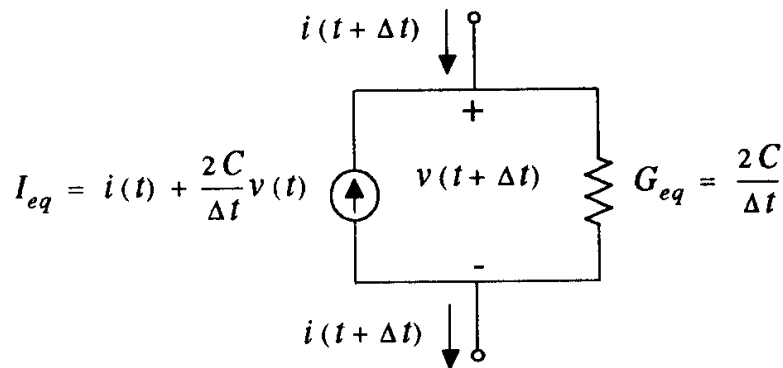 i (t + Δt)
+
I_eq = i (t) + 2C/Δt v (t)
v (t + Δt)
G_eq = 2C/Δt
-
i (t + Δt)